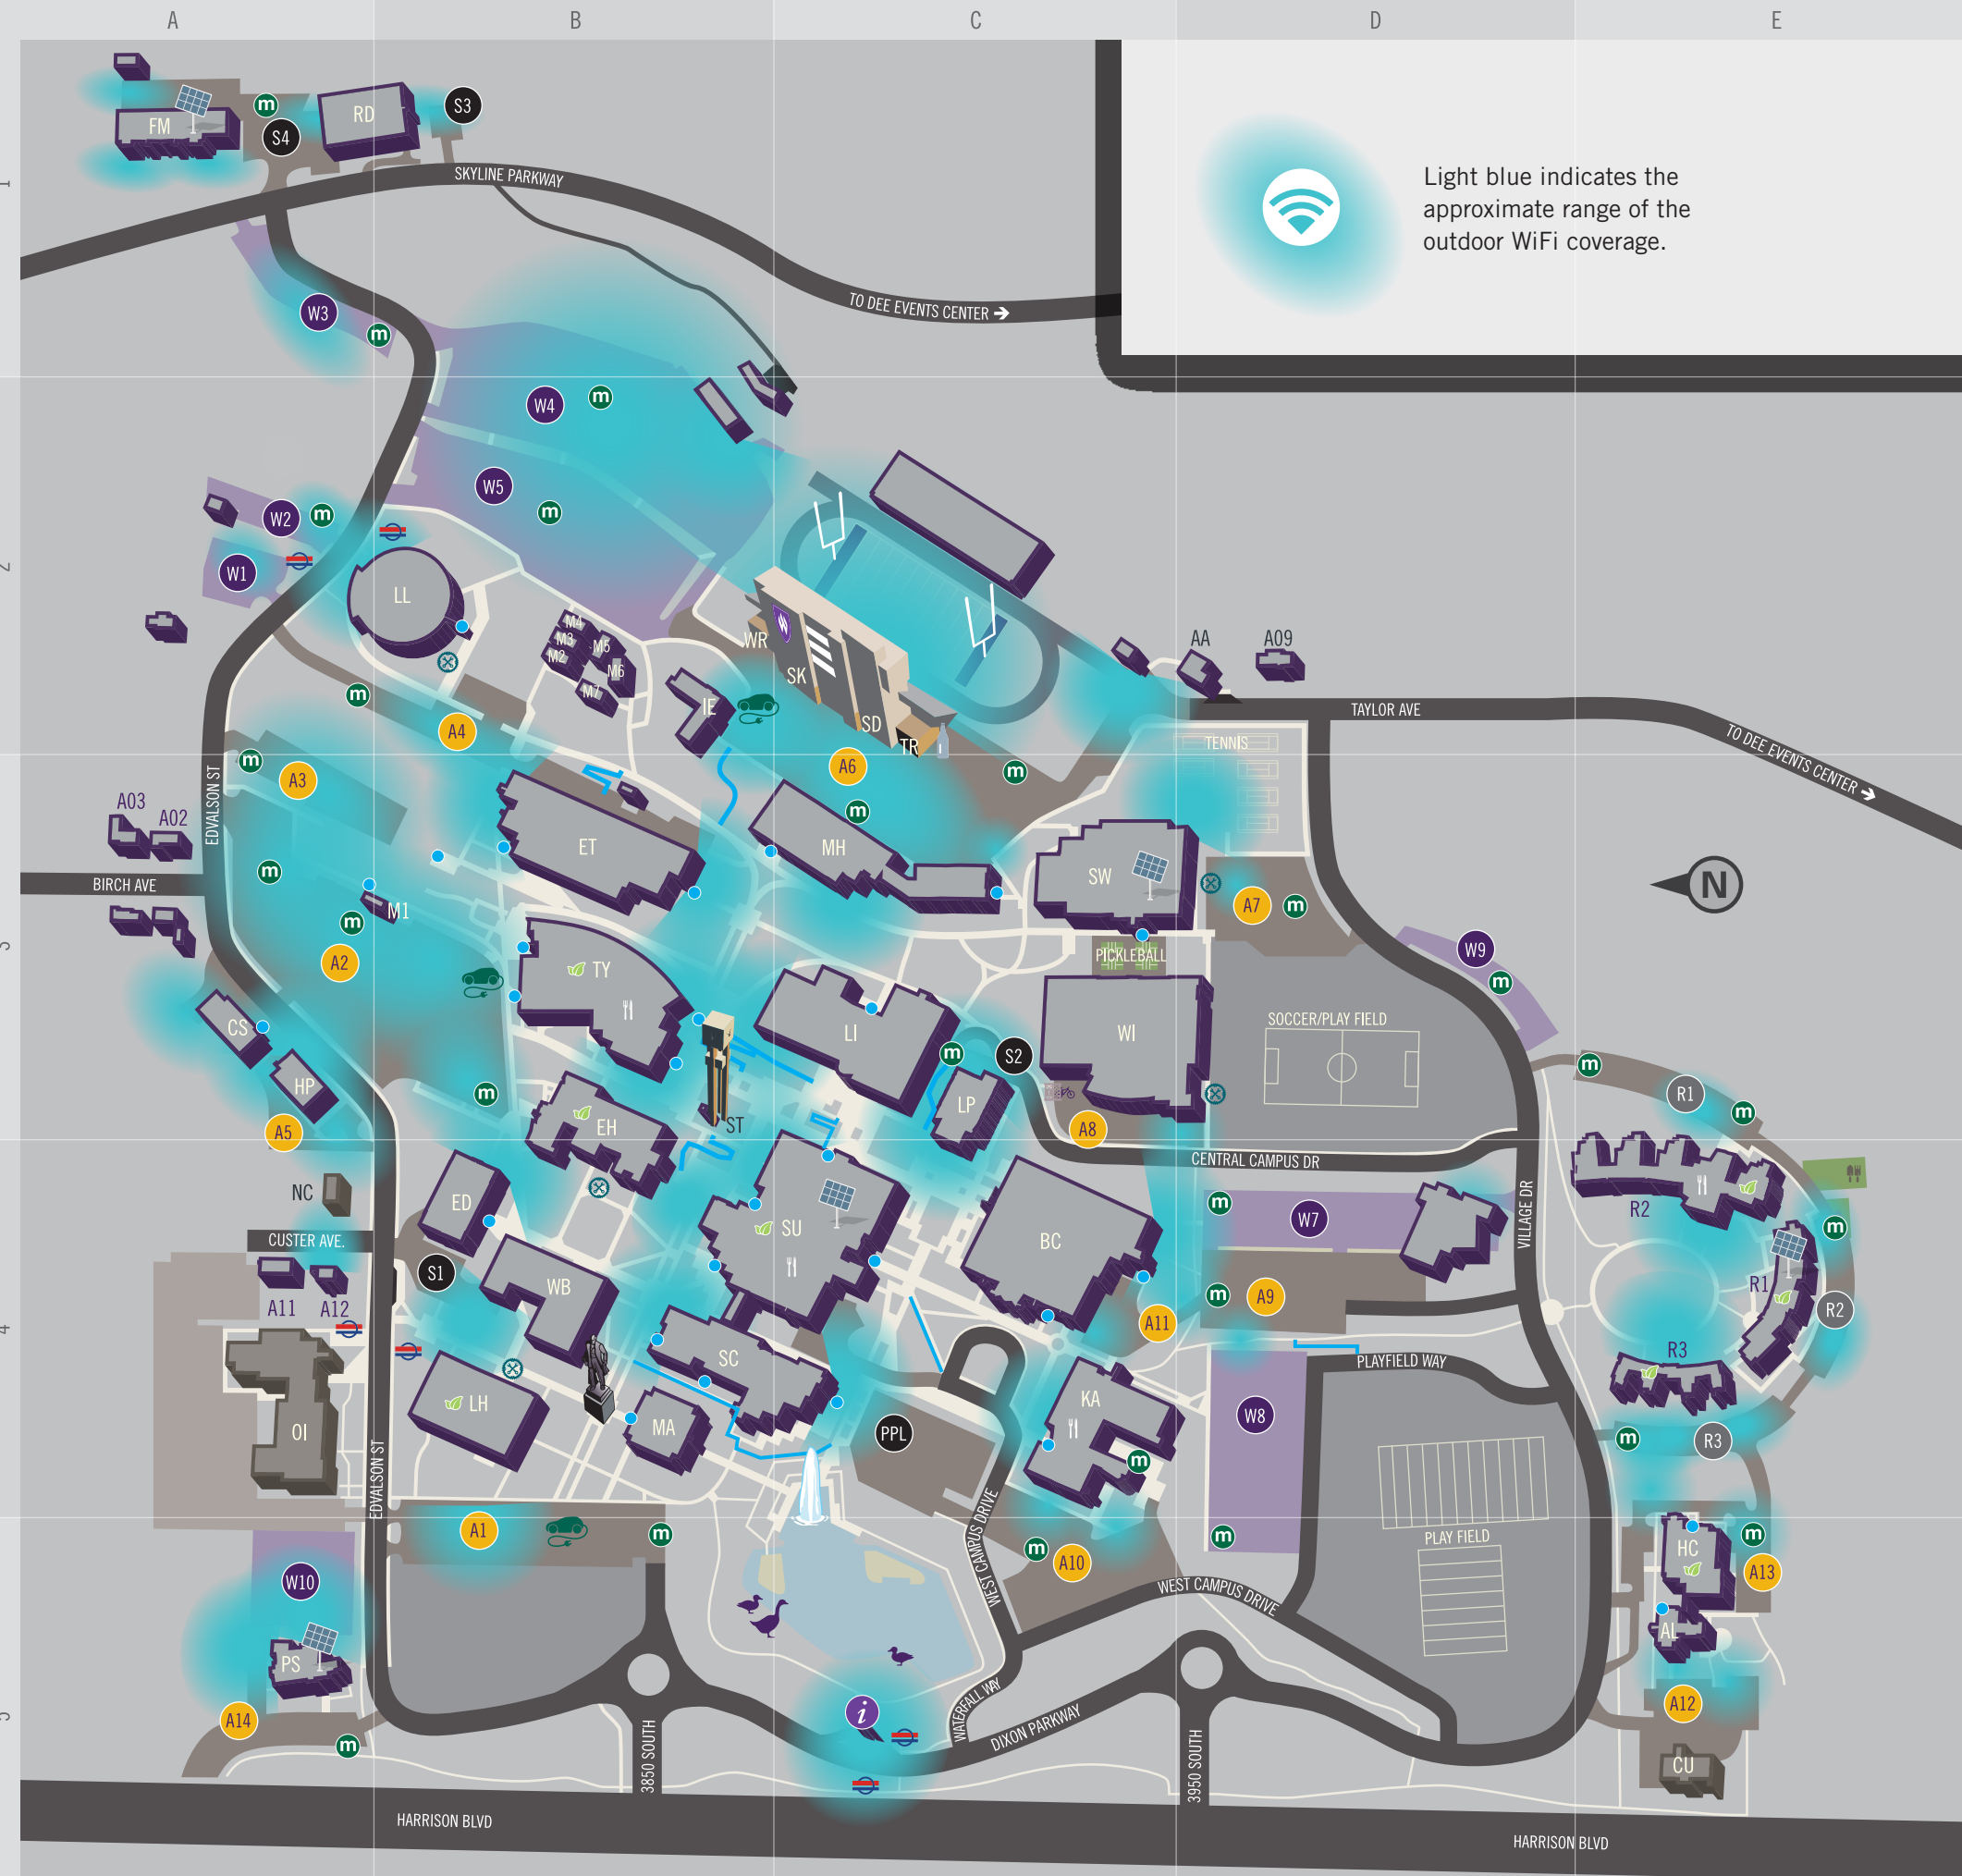 A
B
C
D
E
1
2
3
4
5
Light blue indicates the
approximate range of the
outdoor WiFi coverage.
FM
m
S4
RD
S3
SKYLINE PARKWAY
TO DEE EVENTS CENTER
W3
m
W4
m
W5
m
W2
m
W1
LL
M4
M3
M2
M5
M6
M7
IE
WR
W
SK
SD
TR
AA
A09
TAYLOR AVE
TO DEE EVENTS CENTER
TENNIS
m
A4
m
A3
A6
m
m
EDVALSON ST
A03
A02
BIRCH AVE
m
M1
m
A2
ET
MH
SW
A7
m
PICKLEBALL
W9
m
N
TY
LI
WI
SOCCER/PLAY FIELD
CS
HP
A5
m
EH
ST
m
S2
LP
A8
m
R1
m
CENTRAL CAMPUS DR
VILLAGE DR
NC
ED
CUSTER AVE.
S1
WB
SU
BC
m
W7
m
A9
A11
R2
m
R1
R2
R3
A11
A12
OI
LH
SC
MA
PPL
KA
m
W8
m
PLAYFIELD WAY
m
R3
EDVALSON ST
A1
m
WEST CAMPUS DRIVE
m
A10
WEST CAMPUS DRIVE
PLAY FIELD
HC
m
A13
AL
A12
CU
W10
PS
A14
m
i
WATERFALL WAY
DIXON PARKWAY
3850 SOUTH
3950 SOUTH
HARRISON BLVD
HARRISON BLVD